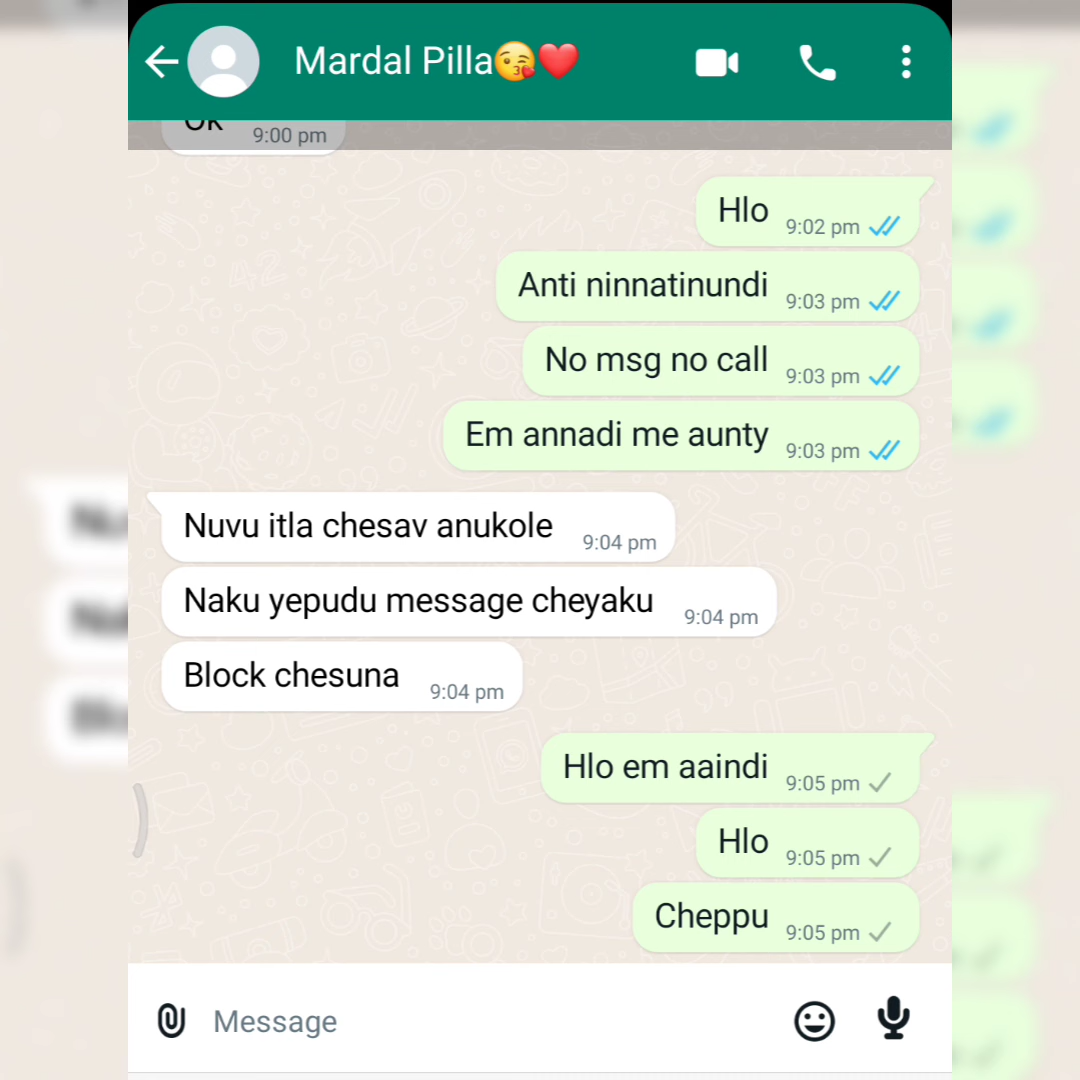 Mardal Pilla😘❤️
Ok 9:00 pm
Hlo 9:02 pm
Anti ninnatinundi 9:03 pm
No msg no call 9:03 pm
Em annadi me aunty 9:03 pm
Nuvu itla chesav anukole 9:04 pm
Naku yepudu message cheyaku 9:04 pm
Block chesuna 9:04 pm
Hlo em aaindi 9:05 pm
Hlo 9:05 pm
Cheppu 9:05 pm
Message